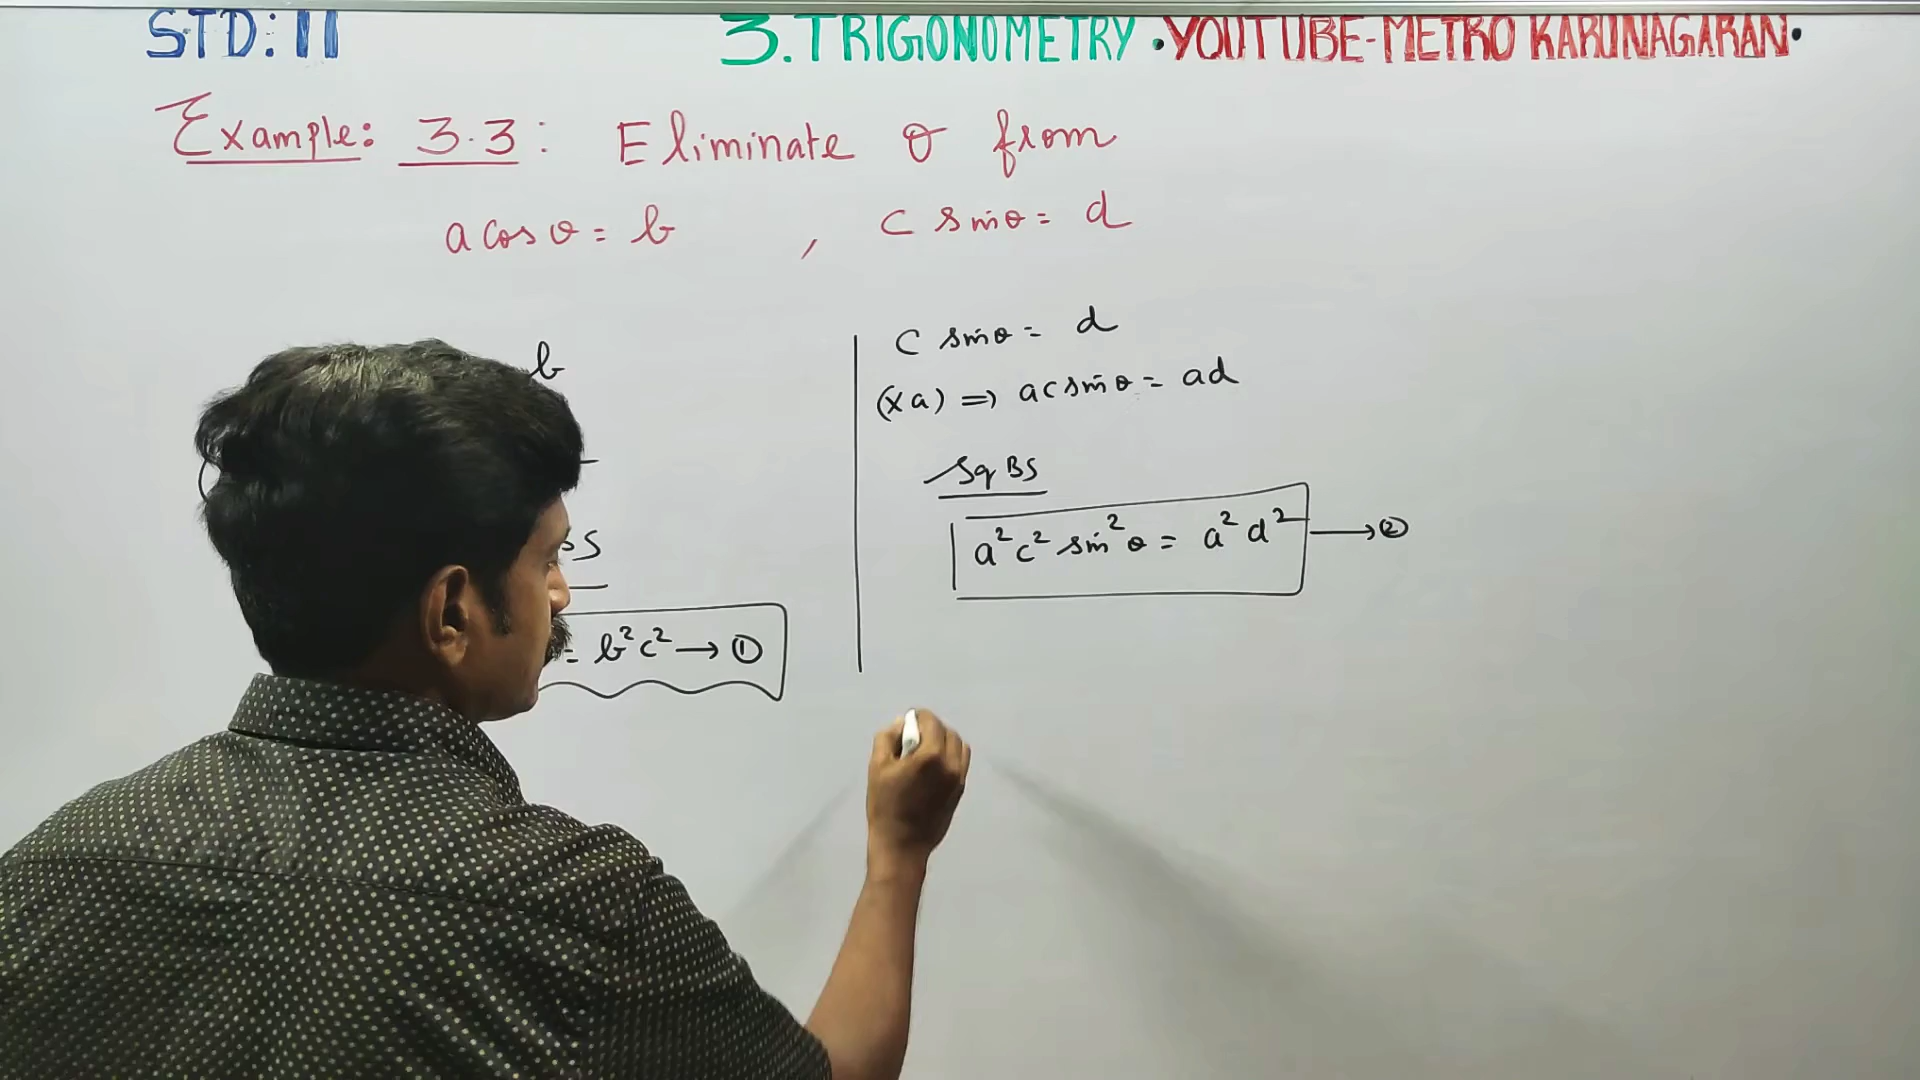 STD: 11
3. TRIGONOMETRY · YOUTUBE-METRO KARUNAGARAN·
Example: 3.3: Eliminate θ from
a cos θ = b , c sin θ = d
b
BS
= b²c² → ①
c sin θ = d
(xa) ⇒ ac sin θ = ad
Sq BS
a²c² sin²θ = a²d² → ②